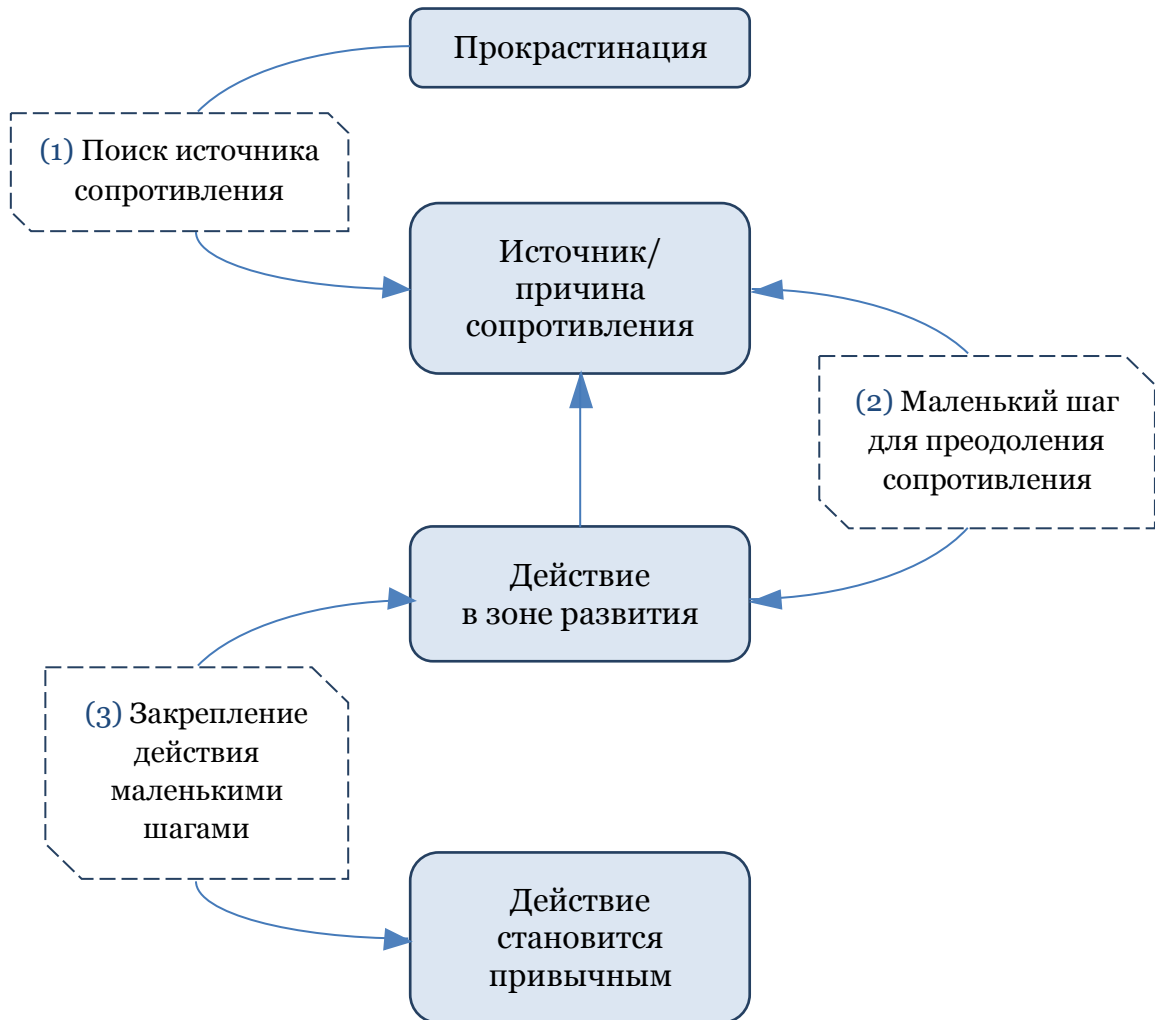 Прокрастинация
(1) Поиск источника
сопротивления
Источник/
причина
сопротивления
(2) Маленький шаг
для преодоления
сопротивления
Действие
в зоне развития
(3) Закрепление
действия
маленькими
шагами
Действие
становится
привычным